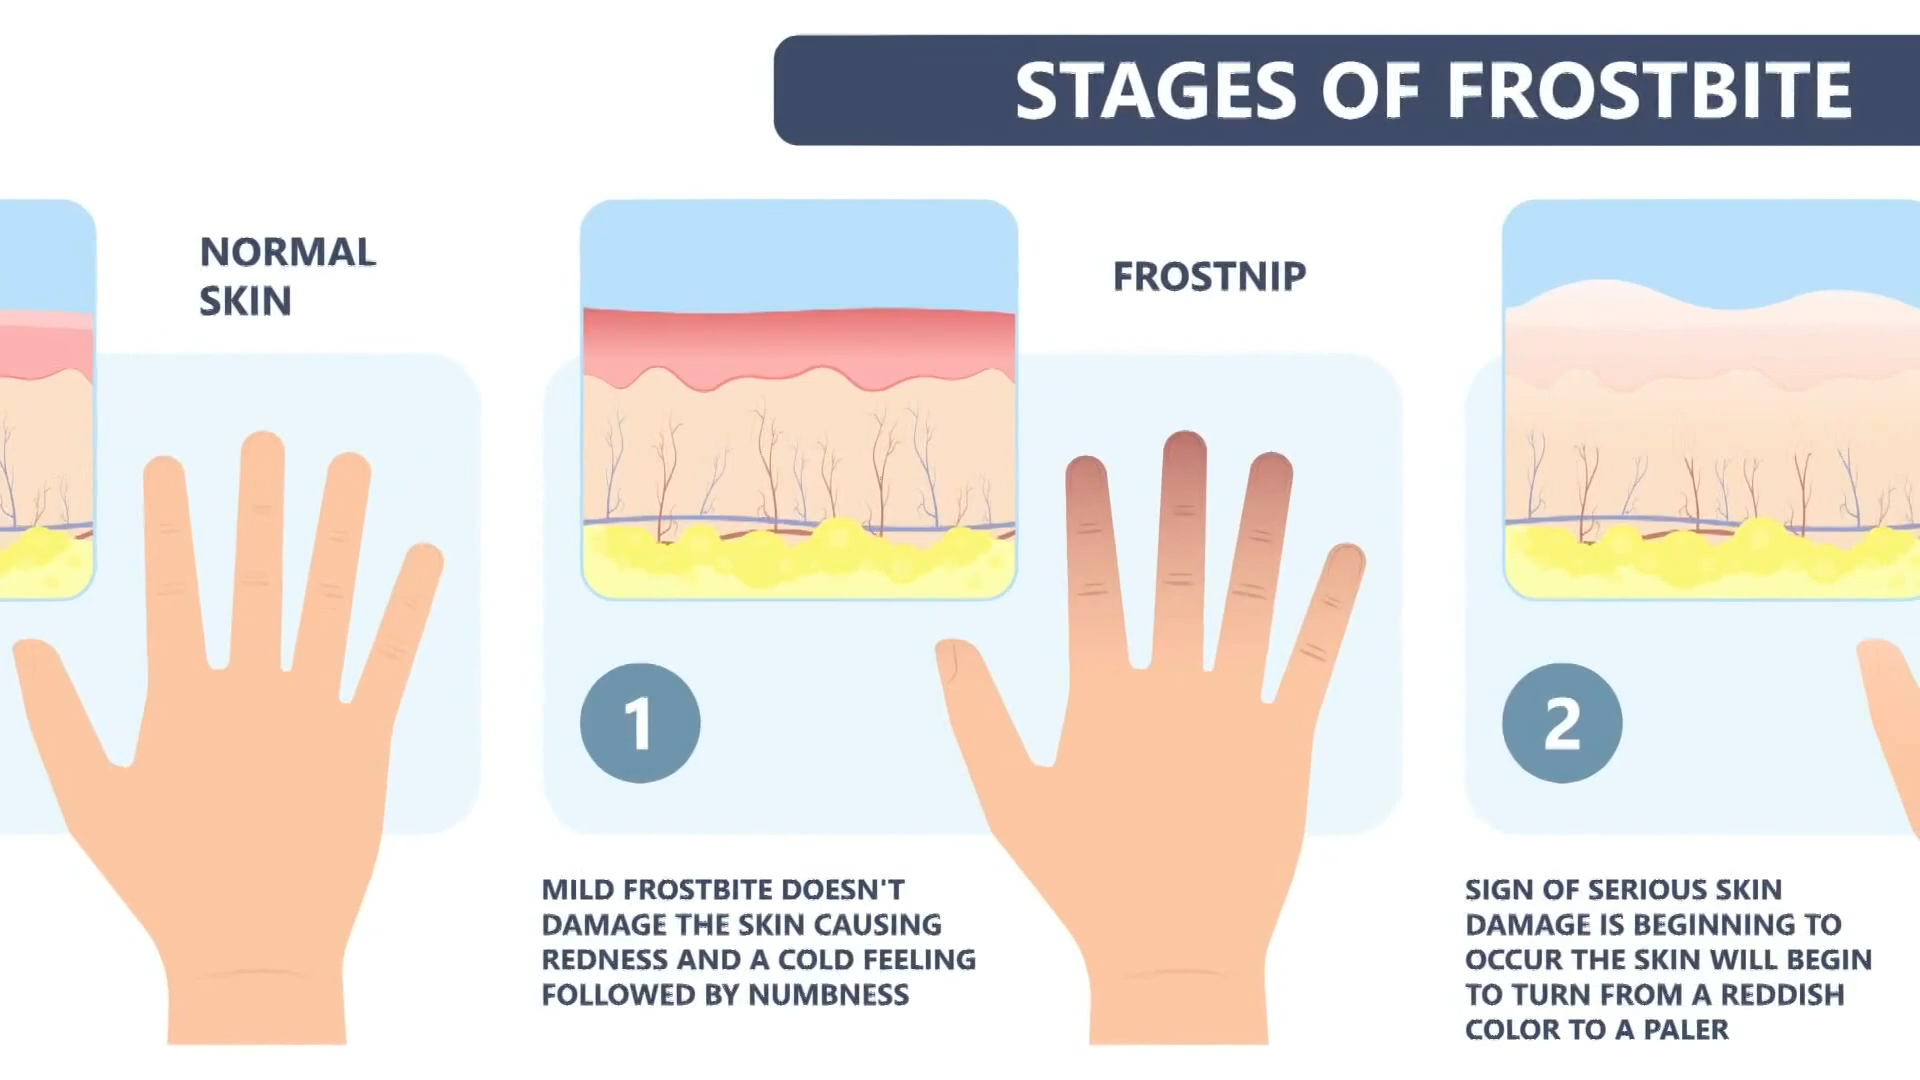 STAGES OF FROSTBITE
NORMAL
SKIN
FROSTNIP
1
2
MILD FROSTBITE DOESN'T
DAMAGE THE SKIN CAUSING
REDNESS AND A COLD FEELING
FOLLOWED BY NUMBNESS
SIGN OF SERIOUS SKIN
DAMAGE IS BEGINNING TO
OCCUR THE SKIN WILL BEGIN
TO TURN FROM A REDDISH
COLOR TO A PALER